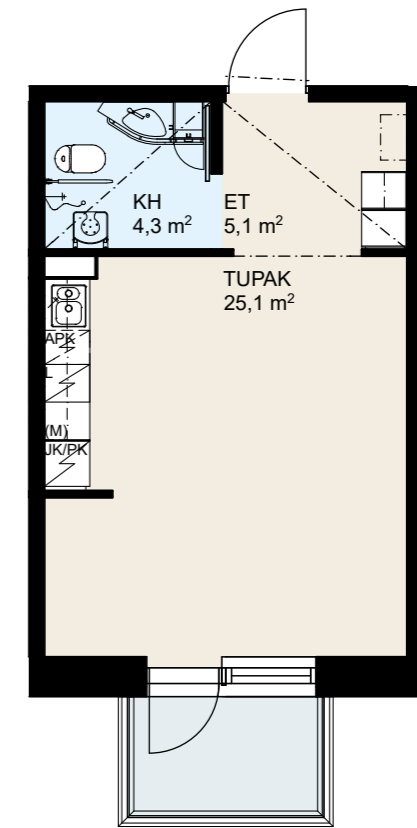 KH
4,3 m²
ET
5,1 m²
TUPAK
25,1 m²
APK
L
(M)
JK/PK